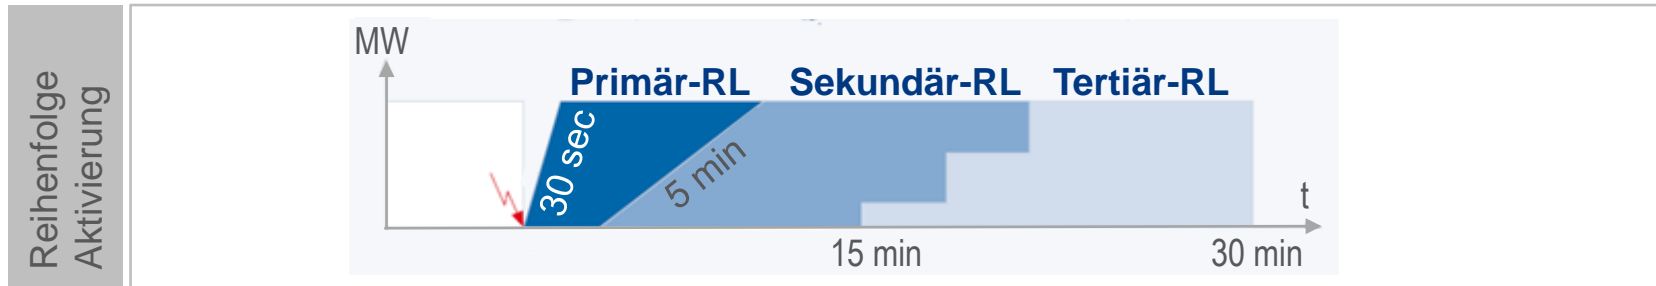 Reihenfolge
Aktivierung
MW
Primär-RL
Sekundär-RL
Tertiär-RL
30 sec
5 min
t
15 min
30 min